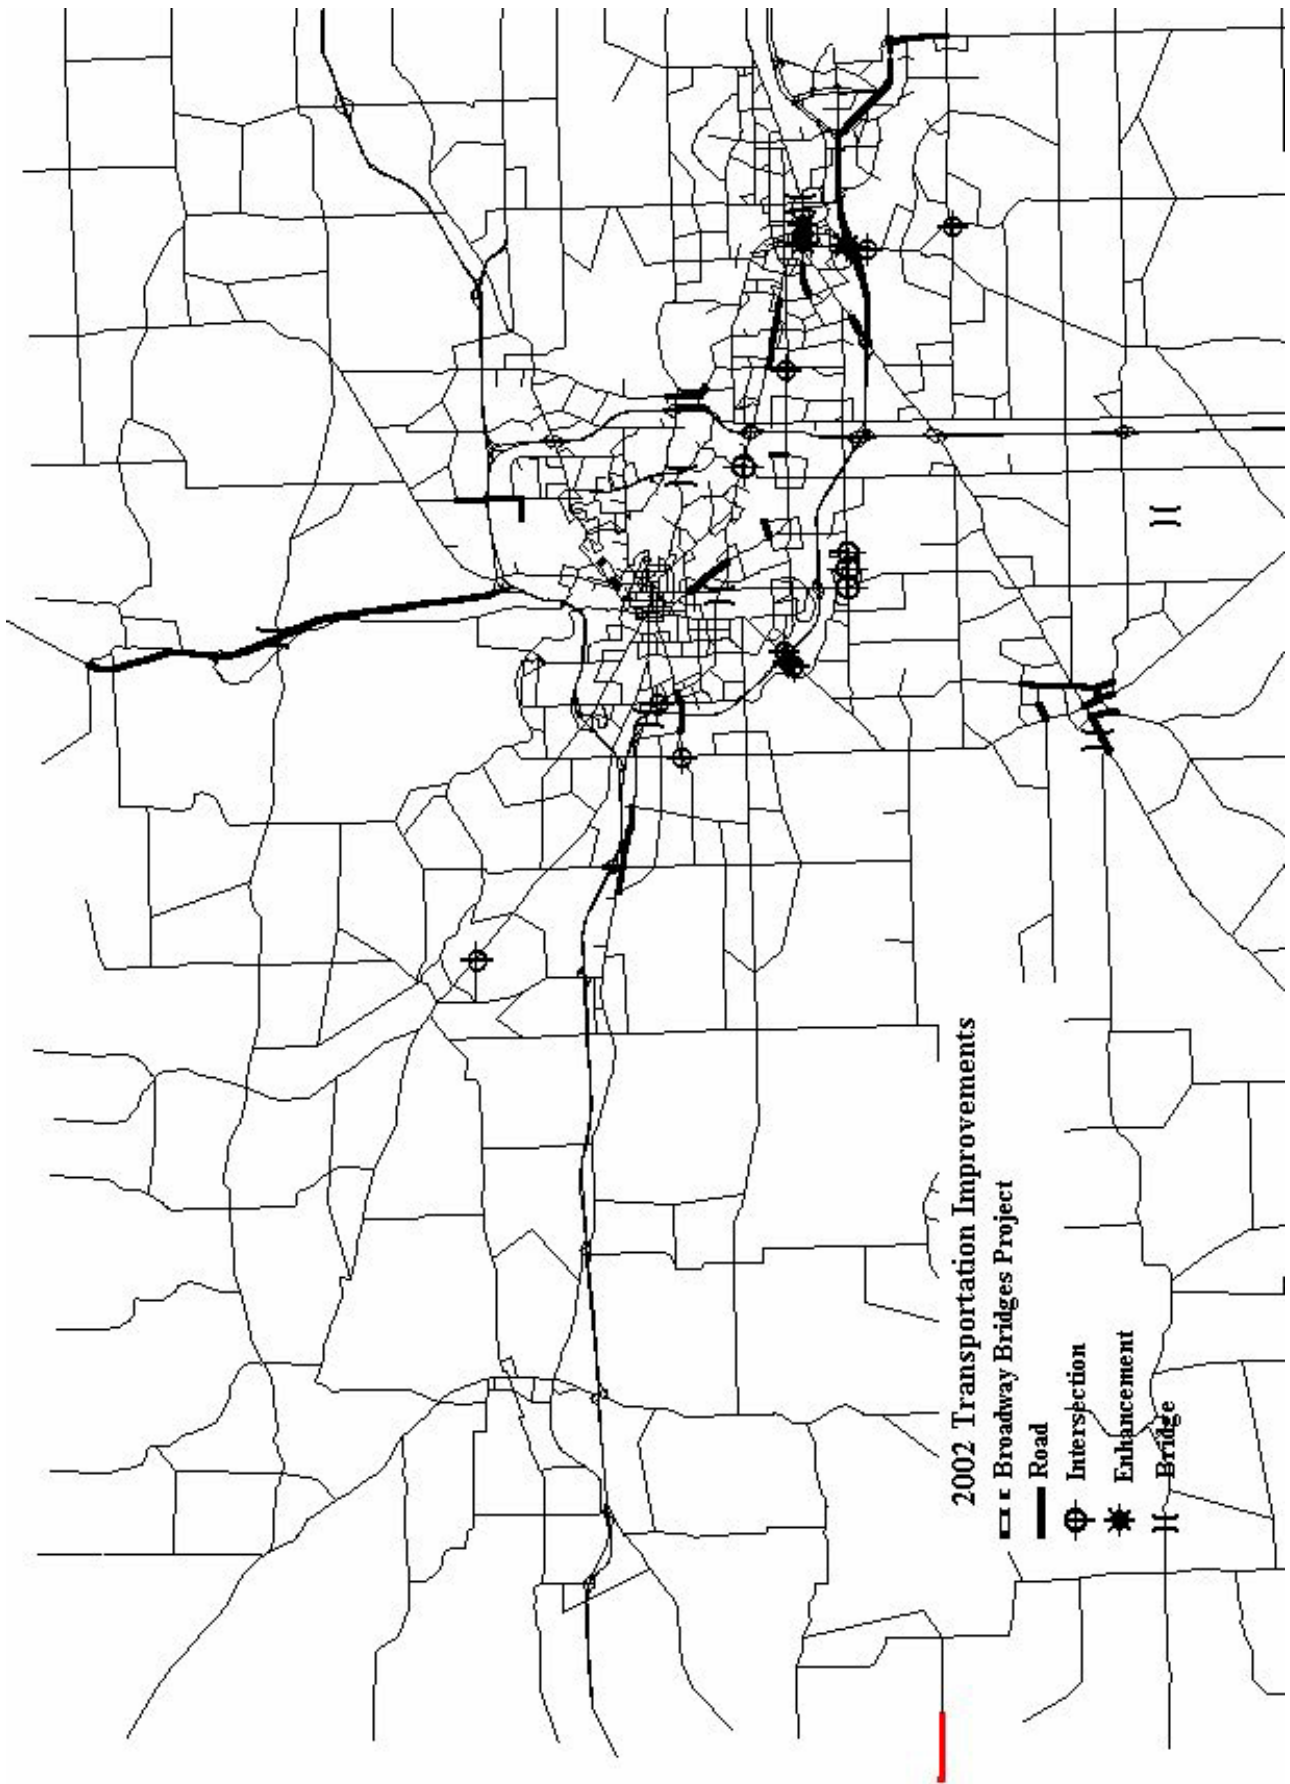 2002 Transportation Improvements
Broadway Bridges Project
Road
Intersection
Enhancement
Bridge